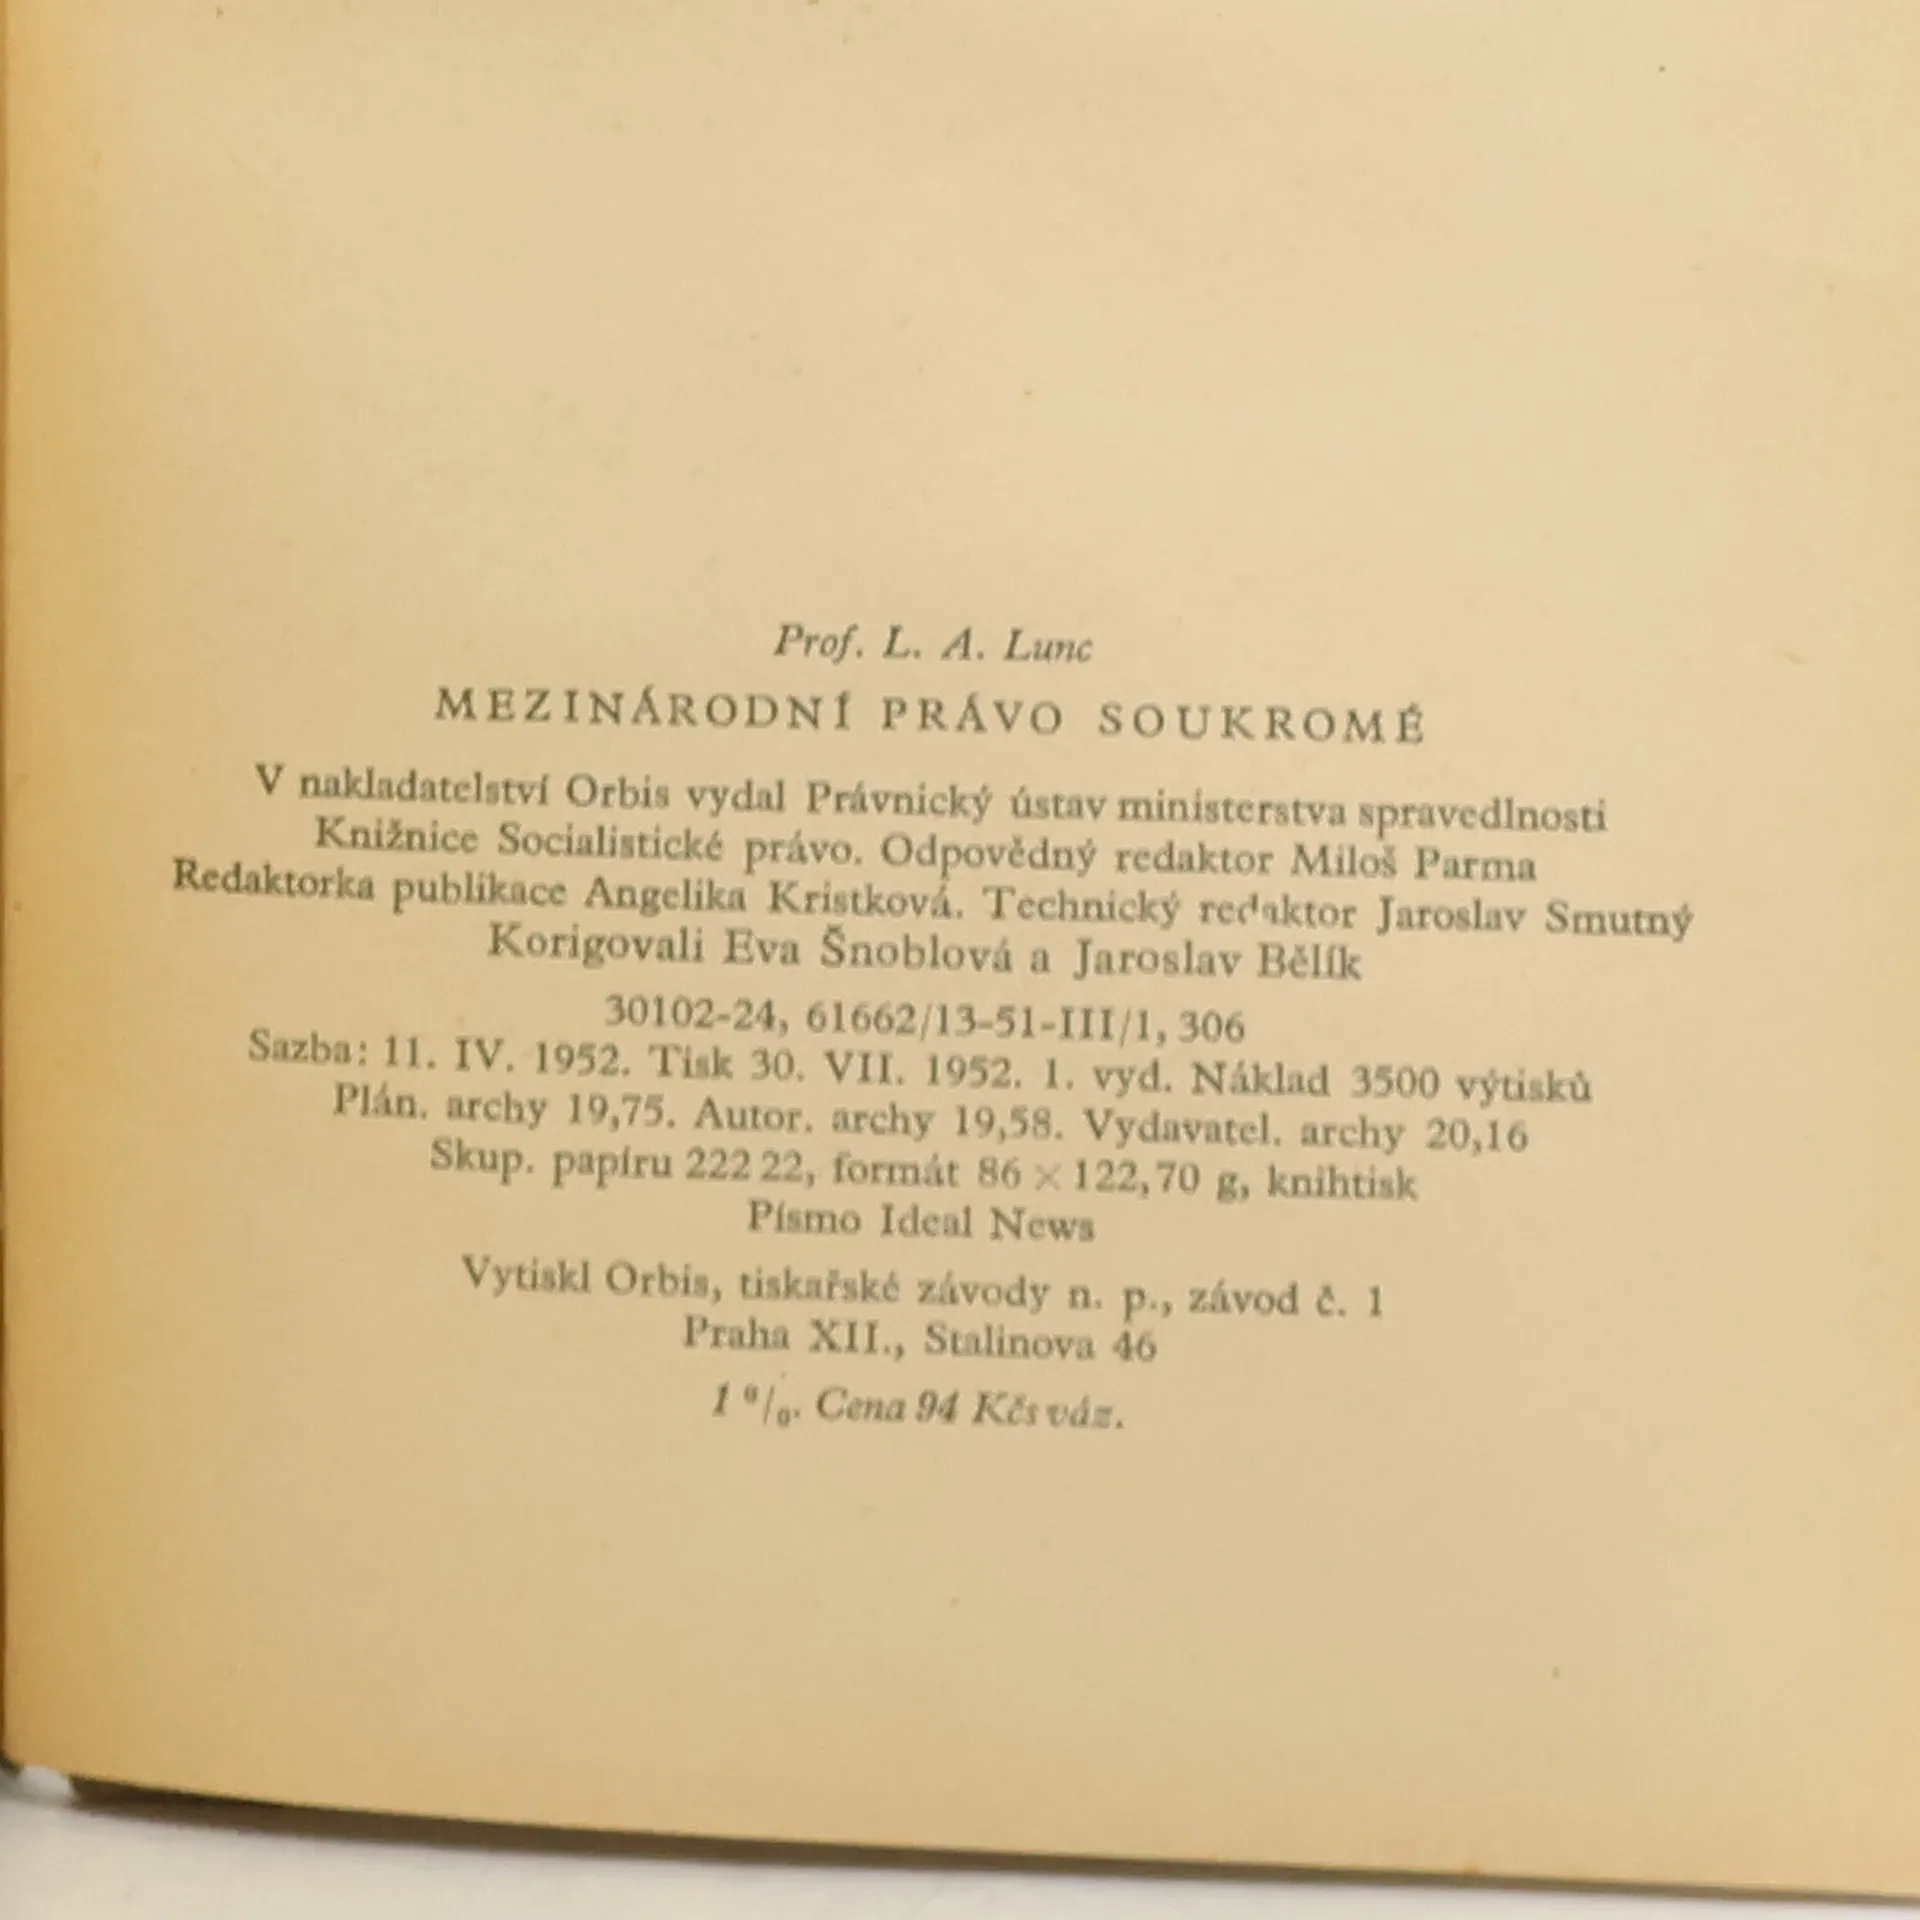 Prof. L. A. Lunc
MEZINÁRODNÍ PRÁVO SOUKROMÉ
V nakladatelství Orbis vydal Právnický ústav ministerstva spravedlnosti
Knižnice Socialistické právo. Odpovědný redaktor Miloš Parma
Redaktorka publikace Angelika Kristková. Technický redaktor Jaroslav Smutný
Korigovali Eva Šnoblová a Jaroslav Bělík
30102-24, 61662/13-51-III/1, 306
Sazba: 11. IV. 1952. Tisk 30. VII. 1952. 1. vyd. Náklad 3500 výtisků
Plán. archy 19,75. Autor. archy 19,58. Vydavatel. archy 20,16
Skup. papíru 222 22, formát 86 × 122,70 g, knihtisk
Písmo Ideal News
Vytiskl Orbis, tiskařské závody n. p., závod č. 1
Praha XII., Stalinova 46
1 %. Cena 94 Kčs váz.